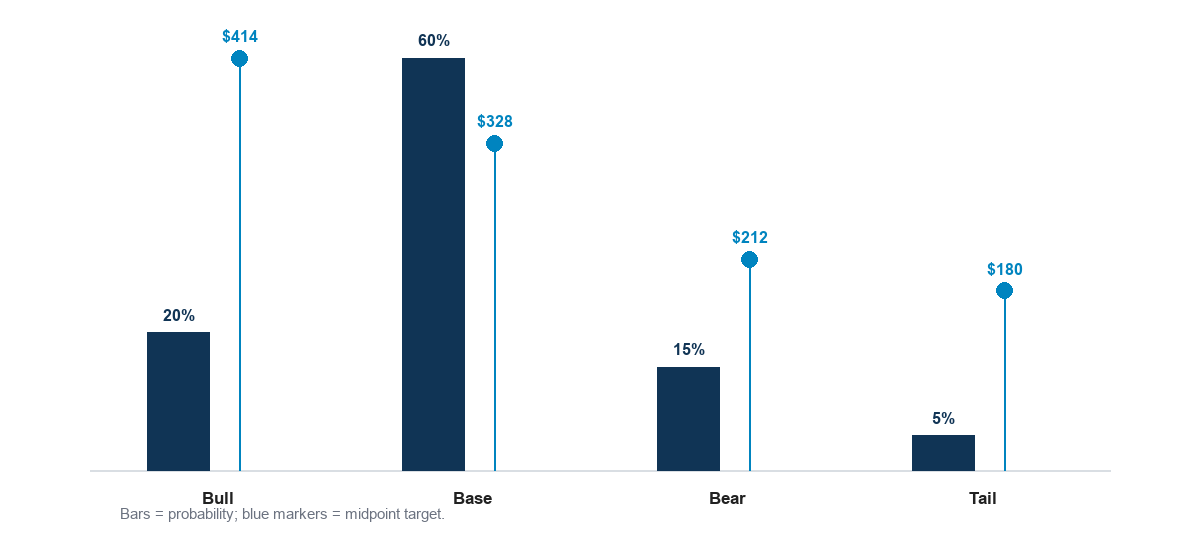 $414
60%
$328
$212
$180
20%
15%
5%
Bull
Base
Bear
Tail
Bars = probability; blue markers = midpoint target.